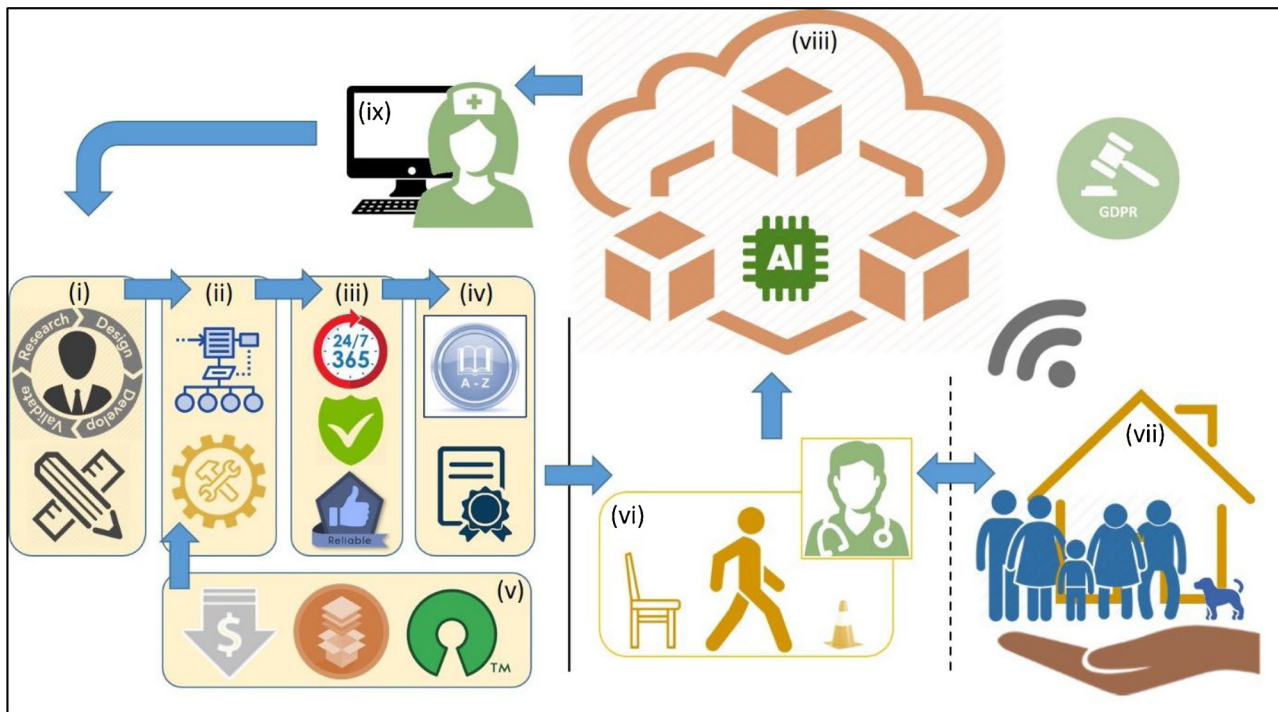 (viii)
(ix)
AI
GDPR
(i)
(ii)
(iii)
(iv)
Research
Design
Develop
Validate
24/7
365
A - Z
Reliable
(vii)
(vi)
(v)
$
TM